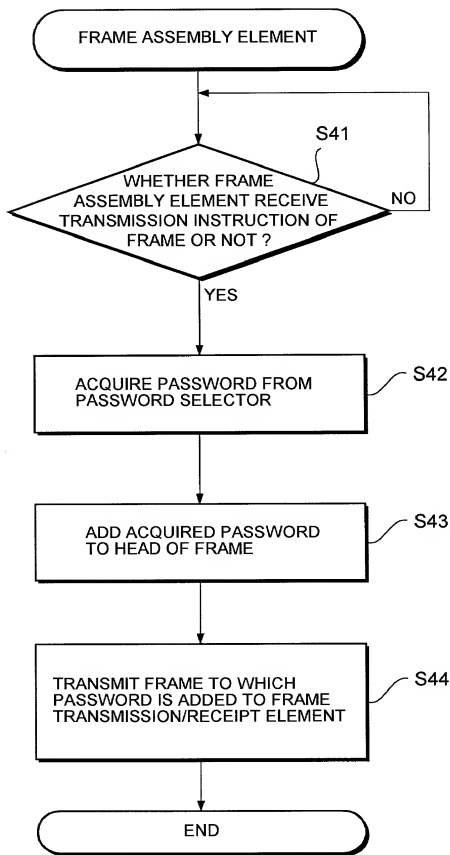 FRAME ASSEMBLY ELEMENT
S41
WHETHER FRAME
ASSEMBLY ELEMENT RECEIVE
TRANSMISSION INSTRUCTION OF
FRAME OR NOT ?
NO
YES
ACQUIRE PASSWORD FROM
PASSWORD SELECTOR
S42
ADD ACQUIRED PASSWORD
TO HEAD OF FRAME
S43
TRANSMIT FRAME TO WHICH
PASSWORD IS ADDED TO FRAME
TRANSMISSION/RECEIPT ELEMENT
S44
END